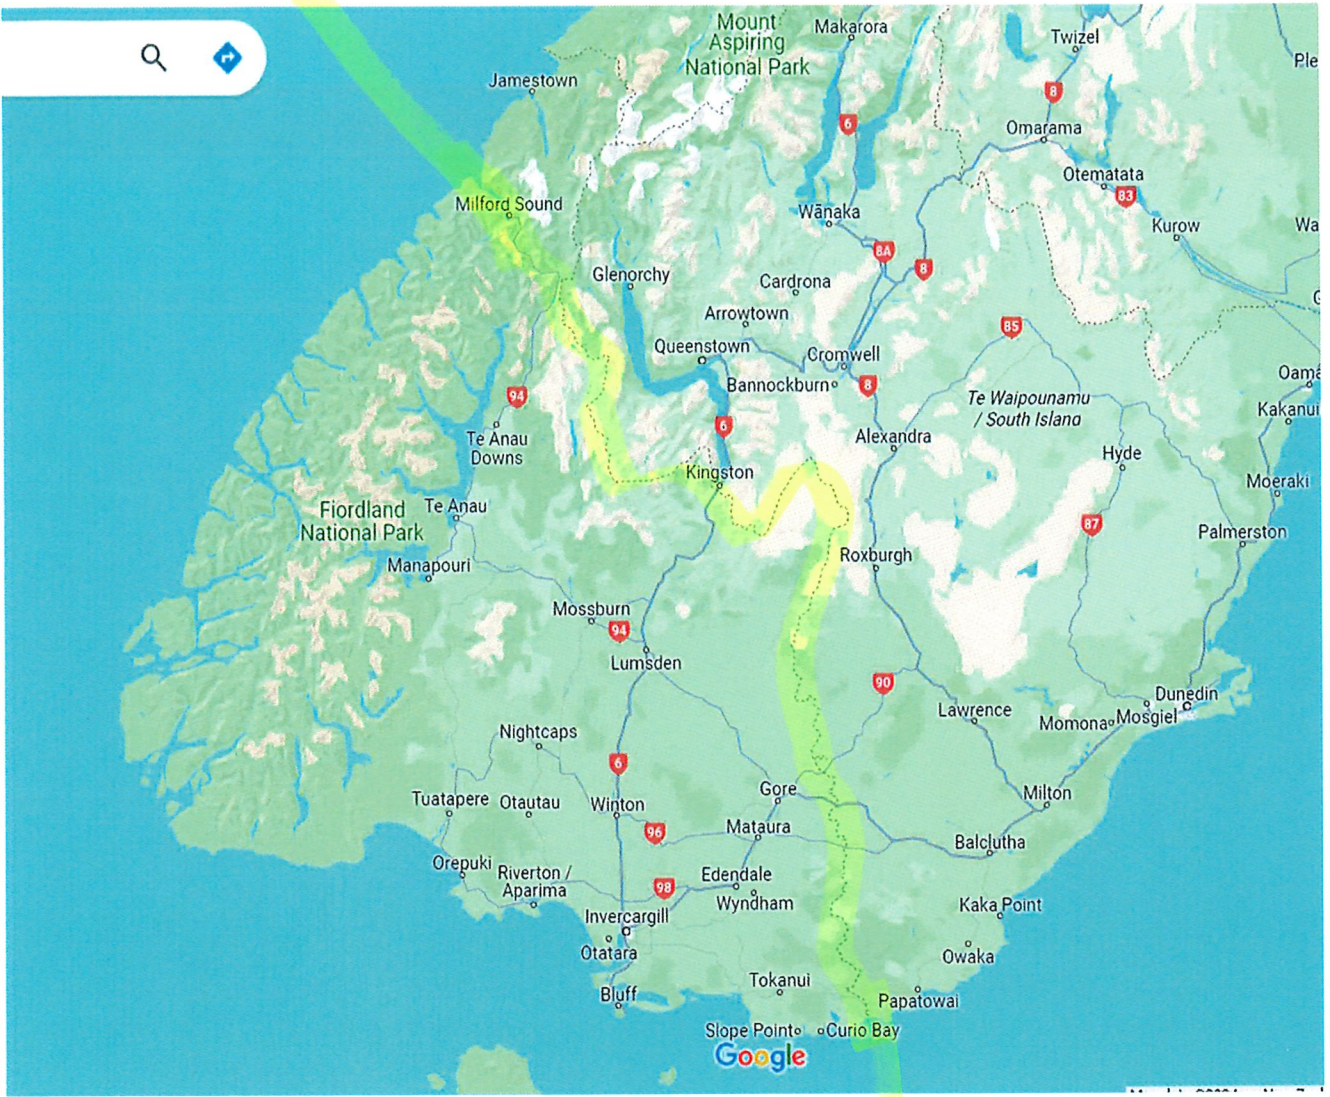 Mount
Aspiring
National Park
Makarora
Twizel
Ple
Jamestown
8
6
Omarama
Otematata
83
Milford Sound
Wānaka
Kurow
Wa
8A
8
Glenorchy
Cardrona
Arrowtown
85
Queenstown
Cromwell
Oama
Bannockburn
8
94
Te Waipounamu
/ South Island
Kakanui
6
Alexandra
Te Anau
Downs
Hyde
Kingston
Moeraki
Te Anau
Fiordland
National Park
87
Palmerston
Manapouri
Roxburgh
Mossburn
94
Lumsden
90
Dunedin
Lawrence
Momona
Mosgiel
Nightcaps
6
Gore
Milton
Tuatapere
Otautau
Winton
96
Mataura
Balclutha
Orepuki
Riverton /
Aparima
98
Edendale
Wyndham
Kaka Point
Invercargill
Otatara
Owaka
Tokanui
Bluff
Papatowai
Slope Point
Curio Bay
Google